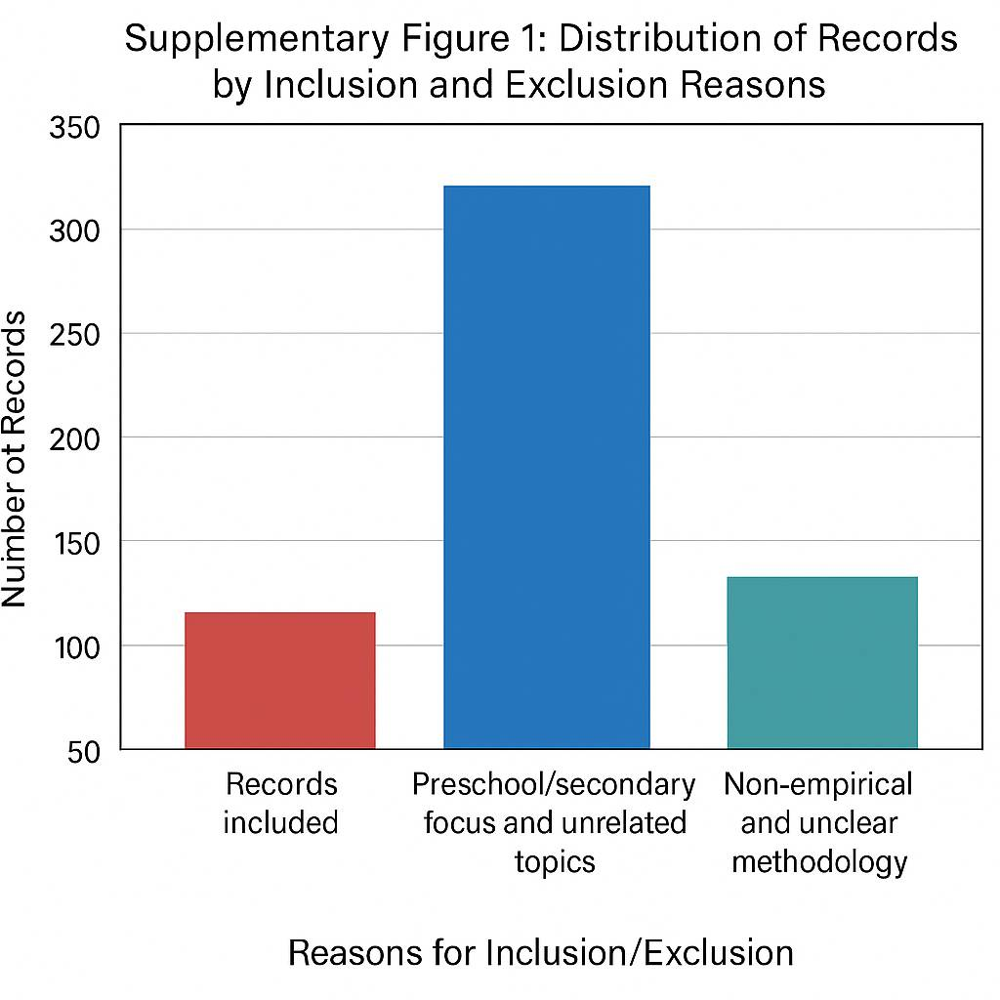 Supplementary Figure 1: Distribution of Records
by Inclusion and Exclusion Reasons
350
300
250
200
150
100
50
Number ot Records
Records
included
Preschool/secondary
focus and unrelated
topics
Non-empirical
and unclear
methodology
Reasons for Inclusion/Exclusion